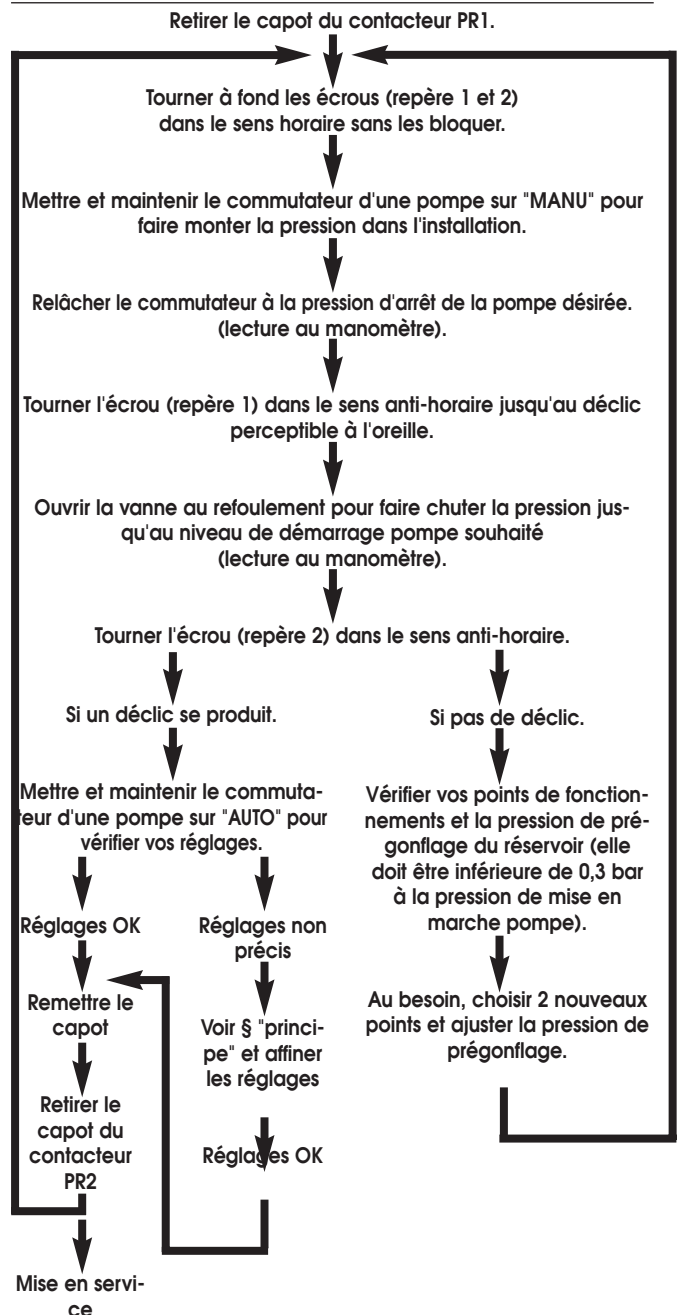 Retirer le capot du contacteur PR1.
Tourner à fond les écrous (repère 1 et 2)
dans le sens horaire sans les bloquer.
Mettre et maintenir le commutateur d'une pompe sur "MANU" pour
faire monter la pression dans l'installation.
Relâcher le commutateur à la pression d'arrêt de la pompe désirée.
(lecture au manomètre).
Tourner l'écrou (repère 1) dans le sens anti-horaire jusqu'au déclic
perceptible à l'oreille.
Ouvrir la vanne au refoulement pour faire chuter la pression jus-
qu'au niveau de démarrage pompe souhaité
(lecture au manomètre).
Tourner l'écrou (repère 2) dans le sens anti-horaire.
Si un déclic se produit.
Mettre et maintenir le commuta-
teur d'une pompe sur "AUTO" pour
vérifier vos réglages.
Réglages OK
Remettre le
capot
Retirer le
capot du
contacteur
PR2
Mise en servi-
ce
Réglages non
précis
Voir § "princi-
pe" et affiner
les réglages
Réglages OK
Si pas de déclic.
Vérifier vos points de fonction-
nements et la pression de pré-
gonflage du réservoir (elle
doit être inférieure de 0,3 bar
à la pression de mise en
marche pompe).
Au besoin, choisir 2 nouveaux
points et ajuster la pression de
prégonflage.